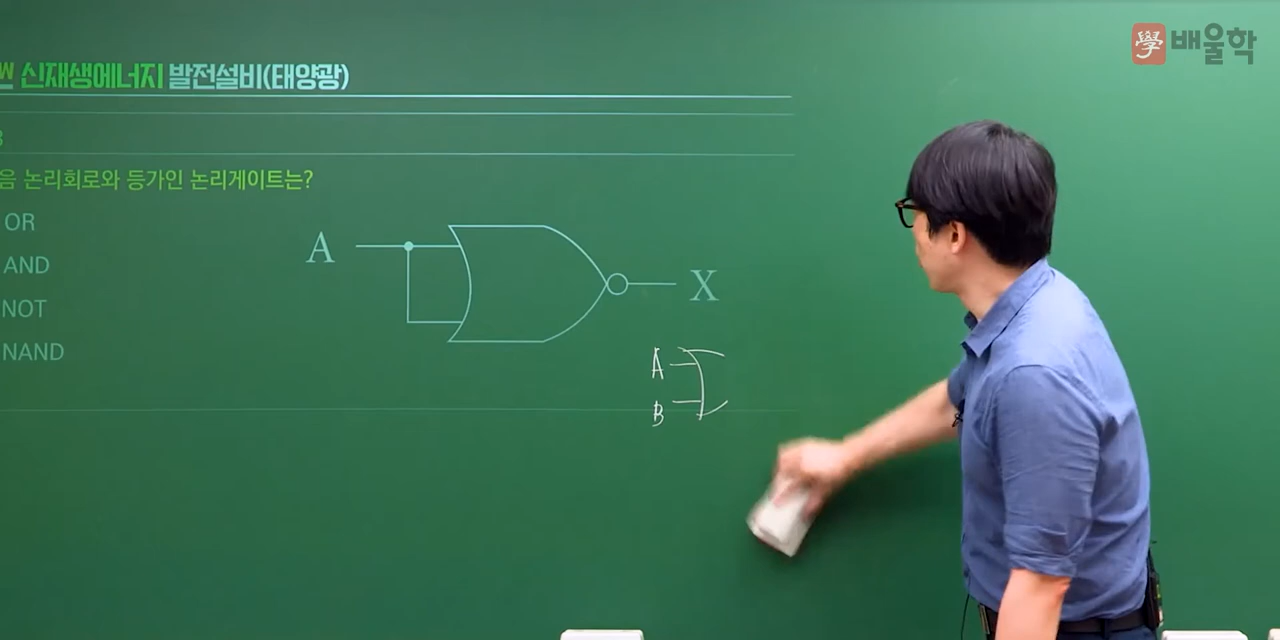 學 배울학
신재생에너지 발전설비(태양광)
음 논리회로와 등가인 논리게이트는?
OR
AND
NOT
NAND
A
X
A
B